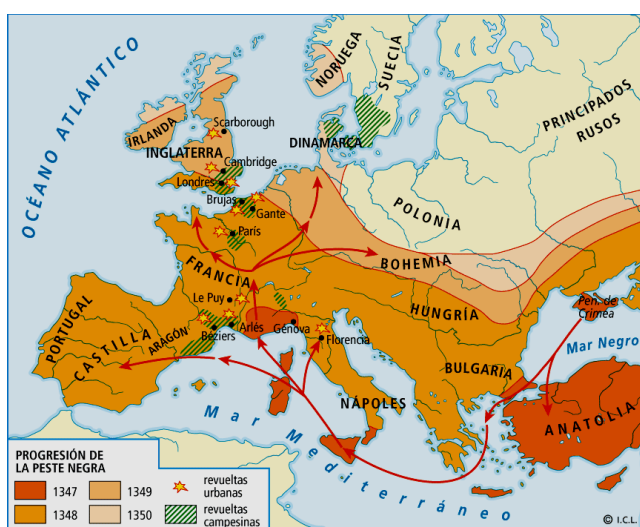 OCÉANO ATLÁNTICO
NORUEGA
SUECIA
PRINCIPADOS
RUSOS
IRLANDA
Scarborough
INGLATERRA
DINAMARCA
Cambridge
Londres
Brujas
Gante
POLONIA
París
BOHEMIA
FRANCIA
Le Puy
HUNGRÍA
Pen. de
Crimea
PORTUGAL
CASTILLA
ARAGÓN
Béziers
Arlés
Génova
Florencia
Mar Negro
BULGARIA
NÁPOLES
ANATOLIA
Mar Mediterráneo
PROGRESIÓN DE
LA PESTE NEGRA
1347
1349
revueltas
urbanas
1348
1350
revueltas
campesinas
© I.C.L.